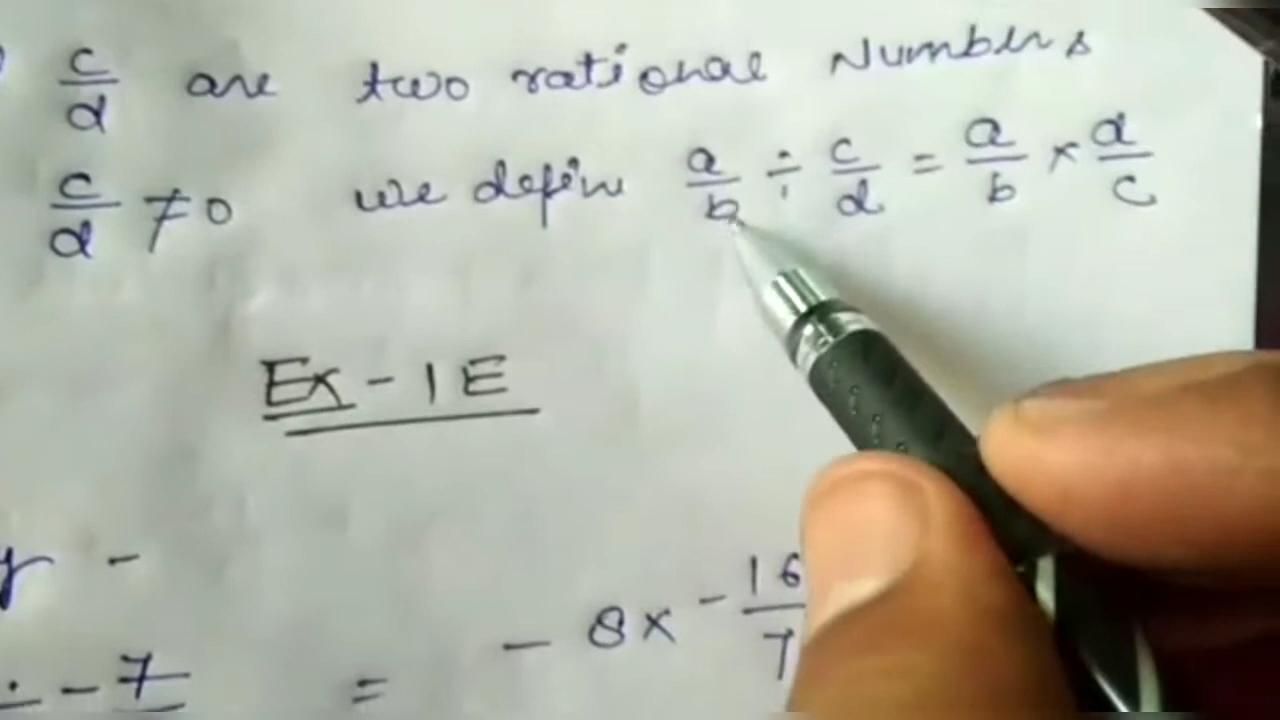 c/d are two rational Numbers
c/d ≠ 0 we define a/b ÷ c/d = a/b × d/c
Ex - 1E
y -
÷ - 7 = - 8 x - 16/7